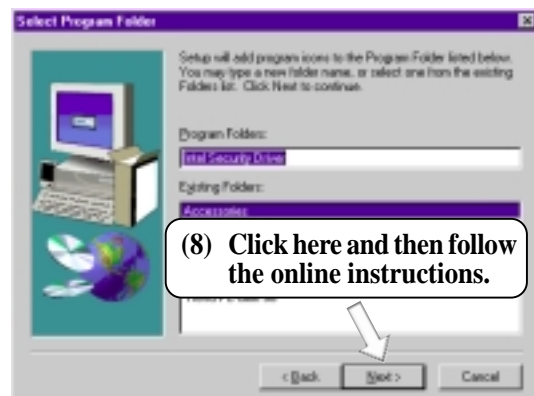 Select Program Folder
Setup will add program icons to the Program Folder listed below.
You may type a new folder name, or select one from the existing
Folders list. Click Next to continue.
Program Folders:
Intel Security Driver
Existing Folders:
Accessories
(8) Click here and then follow
the online instructions.
< Back
Next >
Cancel